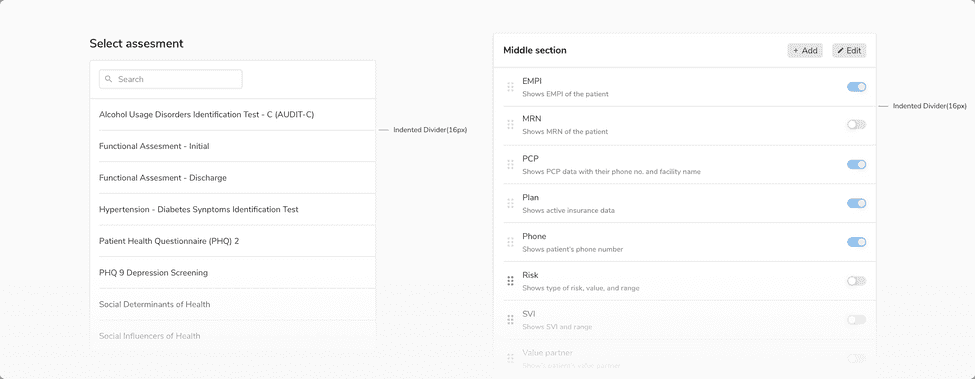 Select assesment
Search
Alcohol Usage Disorders Identification Test - C (AUDIT-C)
Functional Assesment - Initial
Functional Assesment - Discharge
Hypertension - Diabetes Synptoms Identification Test
Patient Health Questionnaire (PHQ) 2
PHQ 9 Depression Screening
Social Determinants of Health
Social Influencers of Health
Indented Divider(16px)
Middle section
+ Add
Edit
EMPI
Shows EMPI of the patient
MRN
Shows MRN of the patient
PCP
Shows PCP data with their phone no. and facility name
Plan
Shows active insurance data
Phone
Shows patient's phone number
Risk
Shows type of risk, value, and range
SVI
Shows SVI and range
Value partner
Indented Divider(16px)